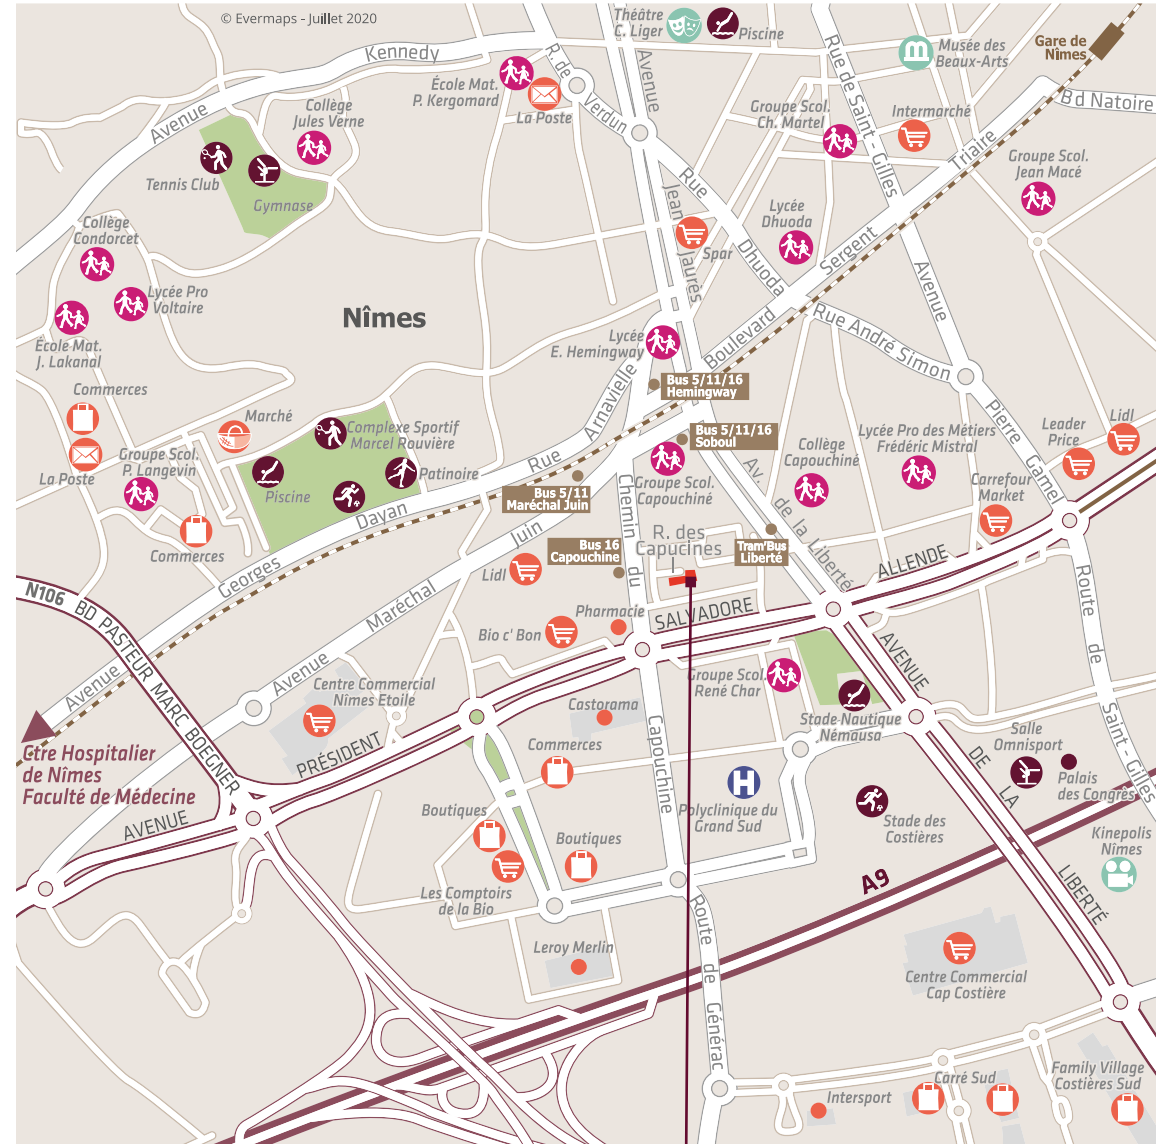 © Evermaps - Juillet 2020
Théâtre
C. Liger
Piscine
Musée des
Beaux-Arts
Gare de
Nîmes
Kennedy
Avenue
École Mat.
P. Kergomard
La Poste
R. de
Verdun
Avenue
Jean
Jaurès
Rue de Saint - Gilles
Bd Natoire
Collège
Jules Verne
Groupe Scol.
Ch. Martel
Intermarché
Triaire
Groupe Scol.
Jean Macé
Tennis Club
Gymnase
Rue
Dhuoda
Lycée
Dhuoda
Sergent
Collège
Condorcet
Spar
Avenue
Lycée Pro
Voltaire
Nîmes
Rue André Simon
École Mat.
J. Lakanal
Lycée
E. Hemingway
Boulevard
Commerces
Bus 5/11/16
Hemingway
Arnavielle
Rue
Marché
Complexe Sportif
Marcel Rouvière
Bus 5/11/16
Soboul
Pierre
Gamel
Lycée Pro des Métiers
Frédéric Mistral
Leader
Price
Lidl
Collège
Capouchiné
La Poste
Groupe Scol.
P. Langevin
Piscine
Patinoire
Groupe Scol.
Capouchiné
Carrefour
Market
Av.
de la Liberté
Bus 5/11
Maréchal Juin
Dayan
Georges
Avenue
Commerces
Juin
Maréchal
Avenue
Chemin du
Capouchine
R. des
Capucines
Bus 16
Capouchine
Tram'Bus
Liberté
Lidl
ALLENDE
SALVADORE
PRÉSIDENT
AVENUE
N106 BD PASTEUR MARC BOEGNER
Pharmacie
Bio c' Bon
Route de Saint - Gilles
AVENUE
DE LA
LIBERTÉ
Centre Commercial
Nîmes Etoile
Castorama
Groupe Scol.
René Char
Stade Nautique
Némausa
Salle
Omnisport
Palais
des Congrès
Ctre Hospitalier
de Nîmes
Faculté de Médecine
Commerces
Polyclinique du
Grand Sud
Stade des
Costières
Boutiques
Boutiques
Kinepolis
Nîmes
A9
Les Comptoirs
de la Bio
Leroy Merlin
Route de Générac
Centre Commercial
Cap Costière
Intersport
Carré Sud
Family Village
Costières Sud